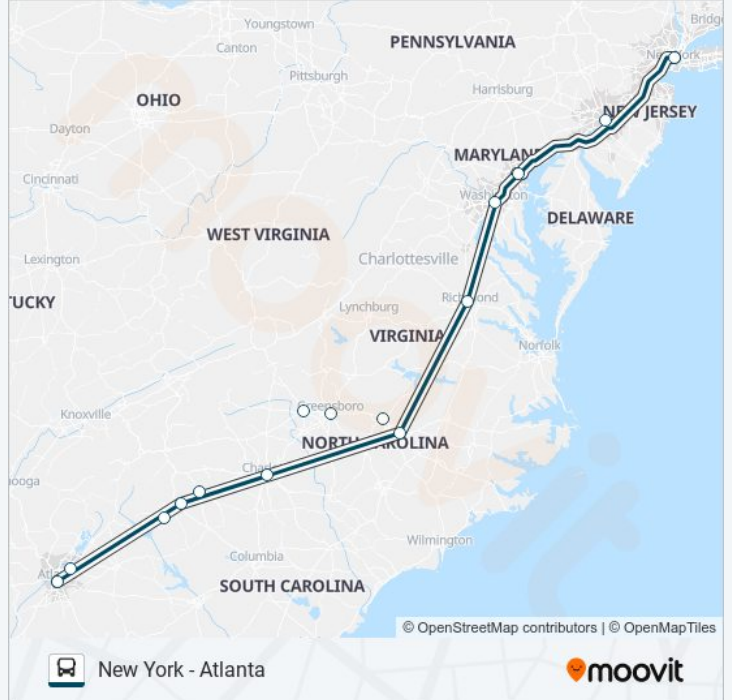 Youngstown
Bridge
PENNSYLVANIA
Canton
New York
Pittsburgh
Harrisburg
OHIO
NEW JERSEY
Dayton
MARYLAND
Cincinnati
Washington
DELAWARE
WEST VIRGINIA
Lexington
Charlottesville
TUCKY
Richmond
Lynchburg
VIRGINIA
Norfolk
Greensboro
Knoxville
NORTH CAROLINA
Charl
ooga
Wilmington
Columbia
Atla
SOUTH CAROLINA
© OpenStreetMap contributors | © OpenMapTiles
New York - Atlanta
moovit